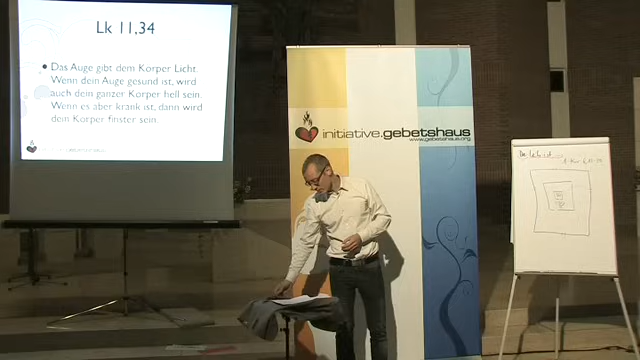 Lk 11,34
• Das Auge gibt dem Körper Licht.
Wenn dein Auge gesund ist, wird
auch dein ganzer Körper hell sein.
Wenn es aber krank ist, dann wird
dein Körper finster sein.
initiative.gebetshaus
www.gebetshaus.org